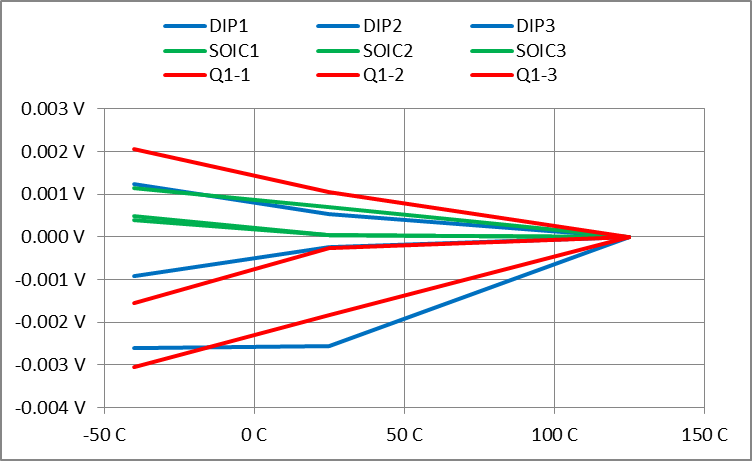 DIP1 DIP2 DIP3
SOIC1 SOIC2 SOIC3
Q1-1 Q1-2 Q1-3
0.003 V
0.002 V
0.001 V
0.000 V
-0.001 V
-0.002 V
-0.003 V
-0.004 V
-50 C 0 C 50 C 100 C 150 C